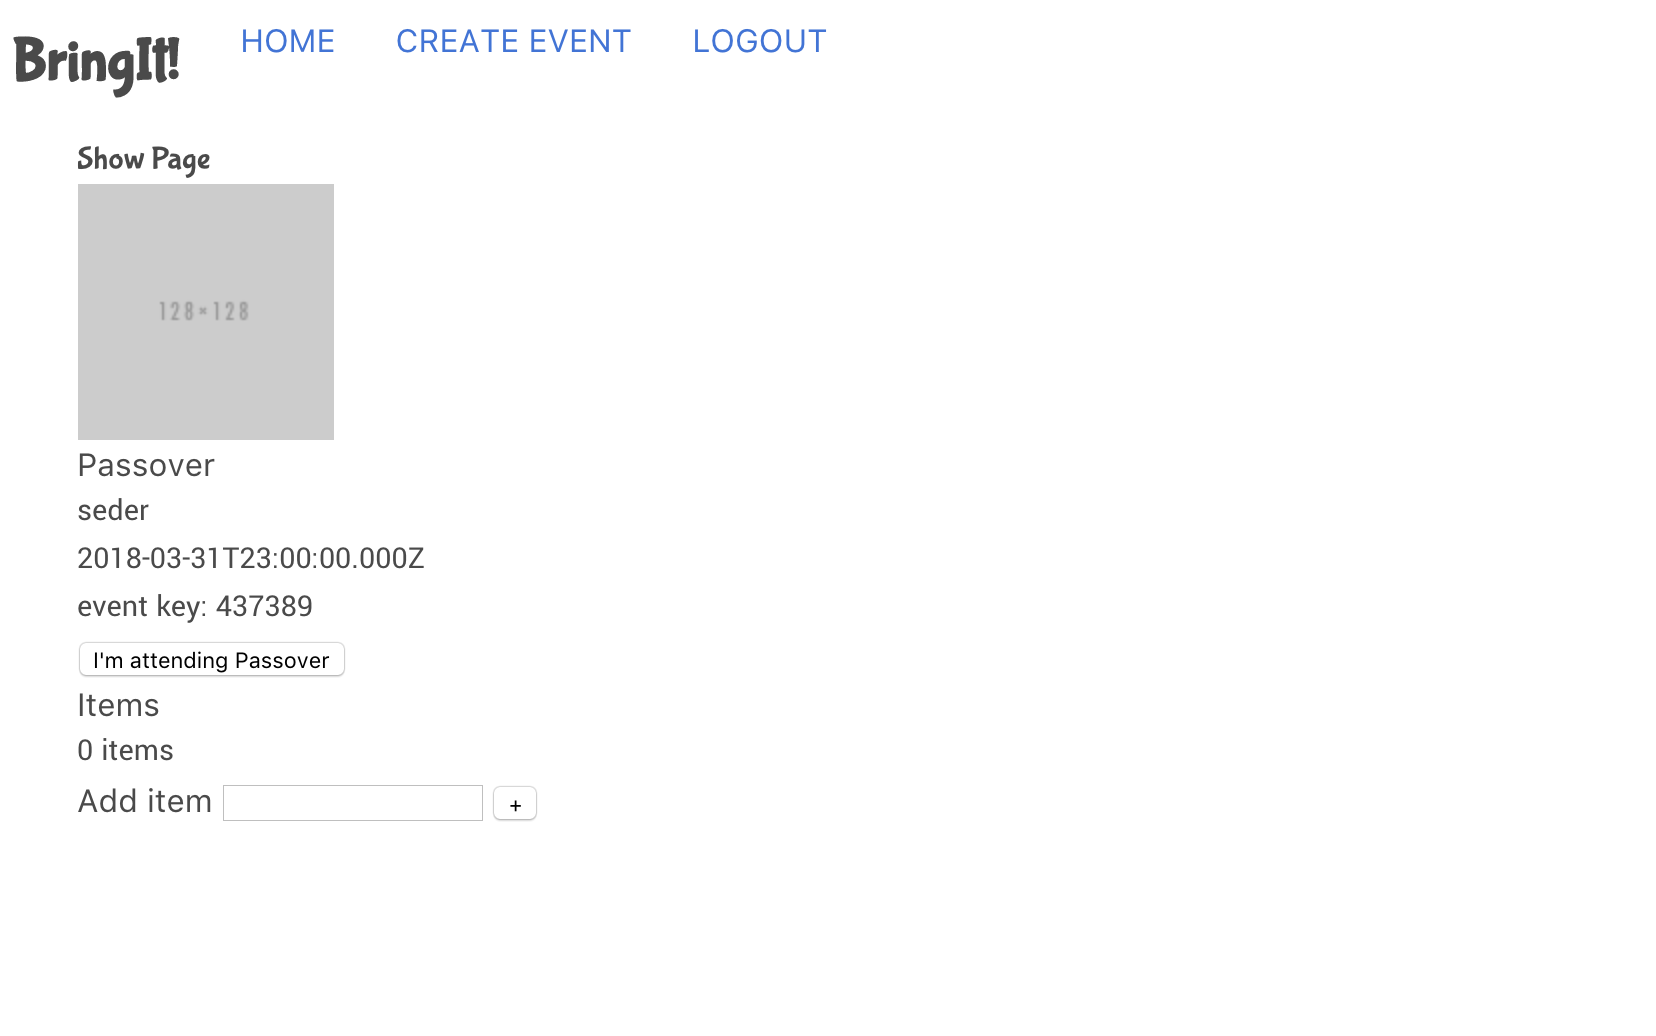 BringIt!
HOME CREATE EVENT LOGOUT
Show Page
128×128
Passover
seder
2018-03-31T23:00:00.000Z
event key: 437389
I'm attending Passover
Items
0 items
Add item +